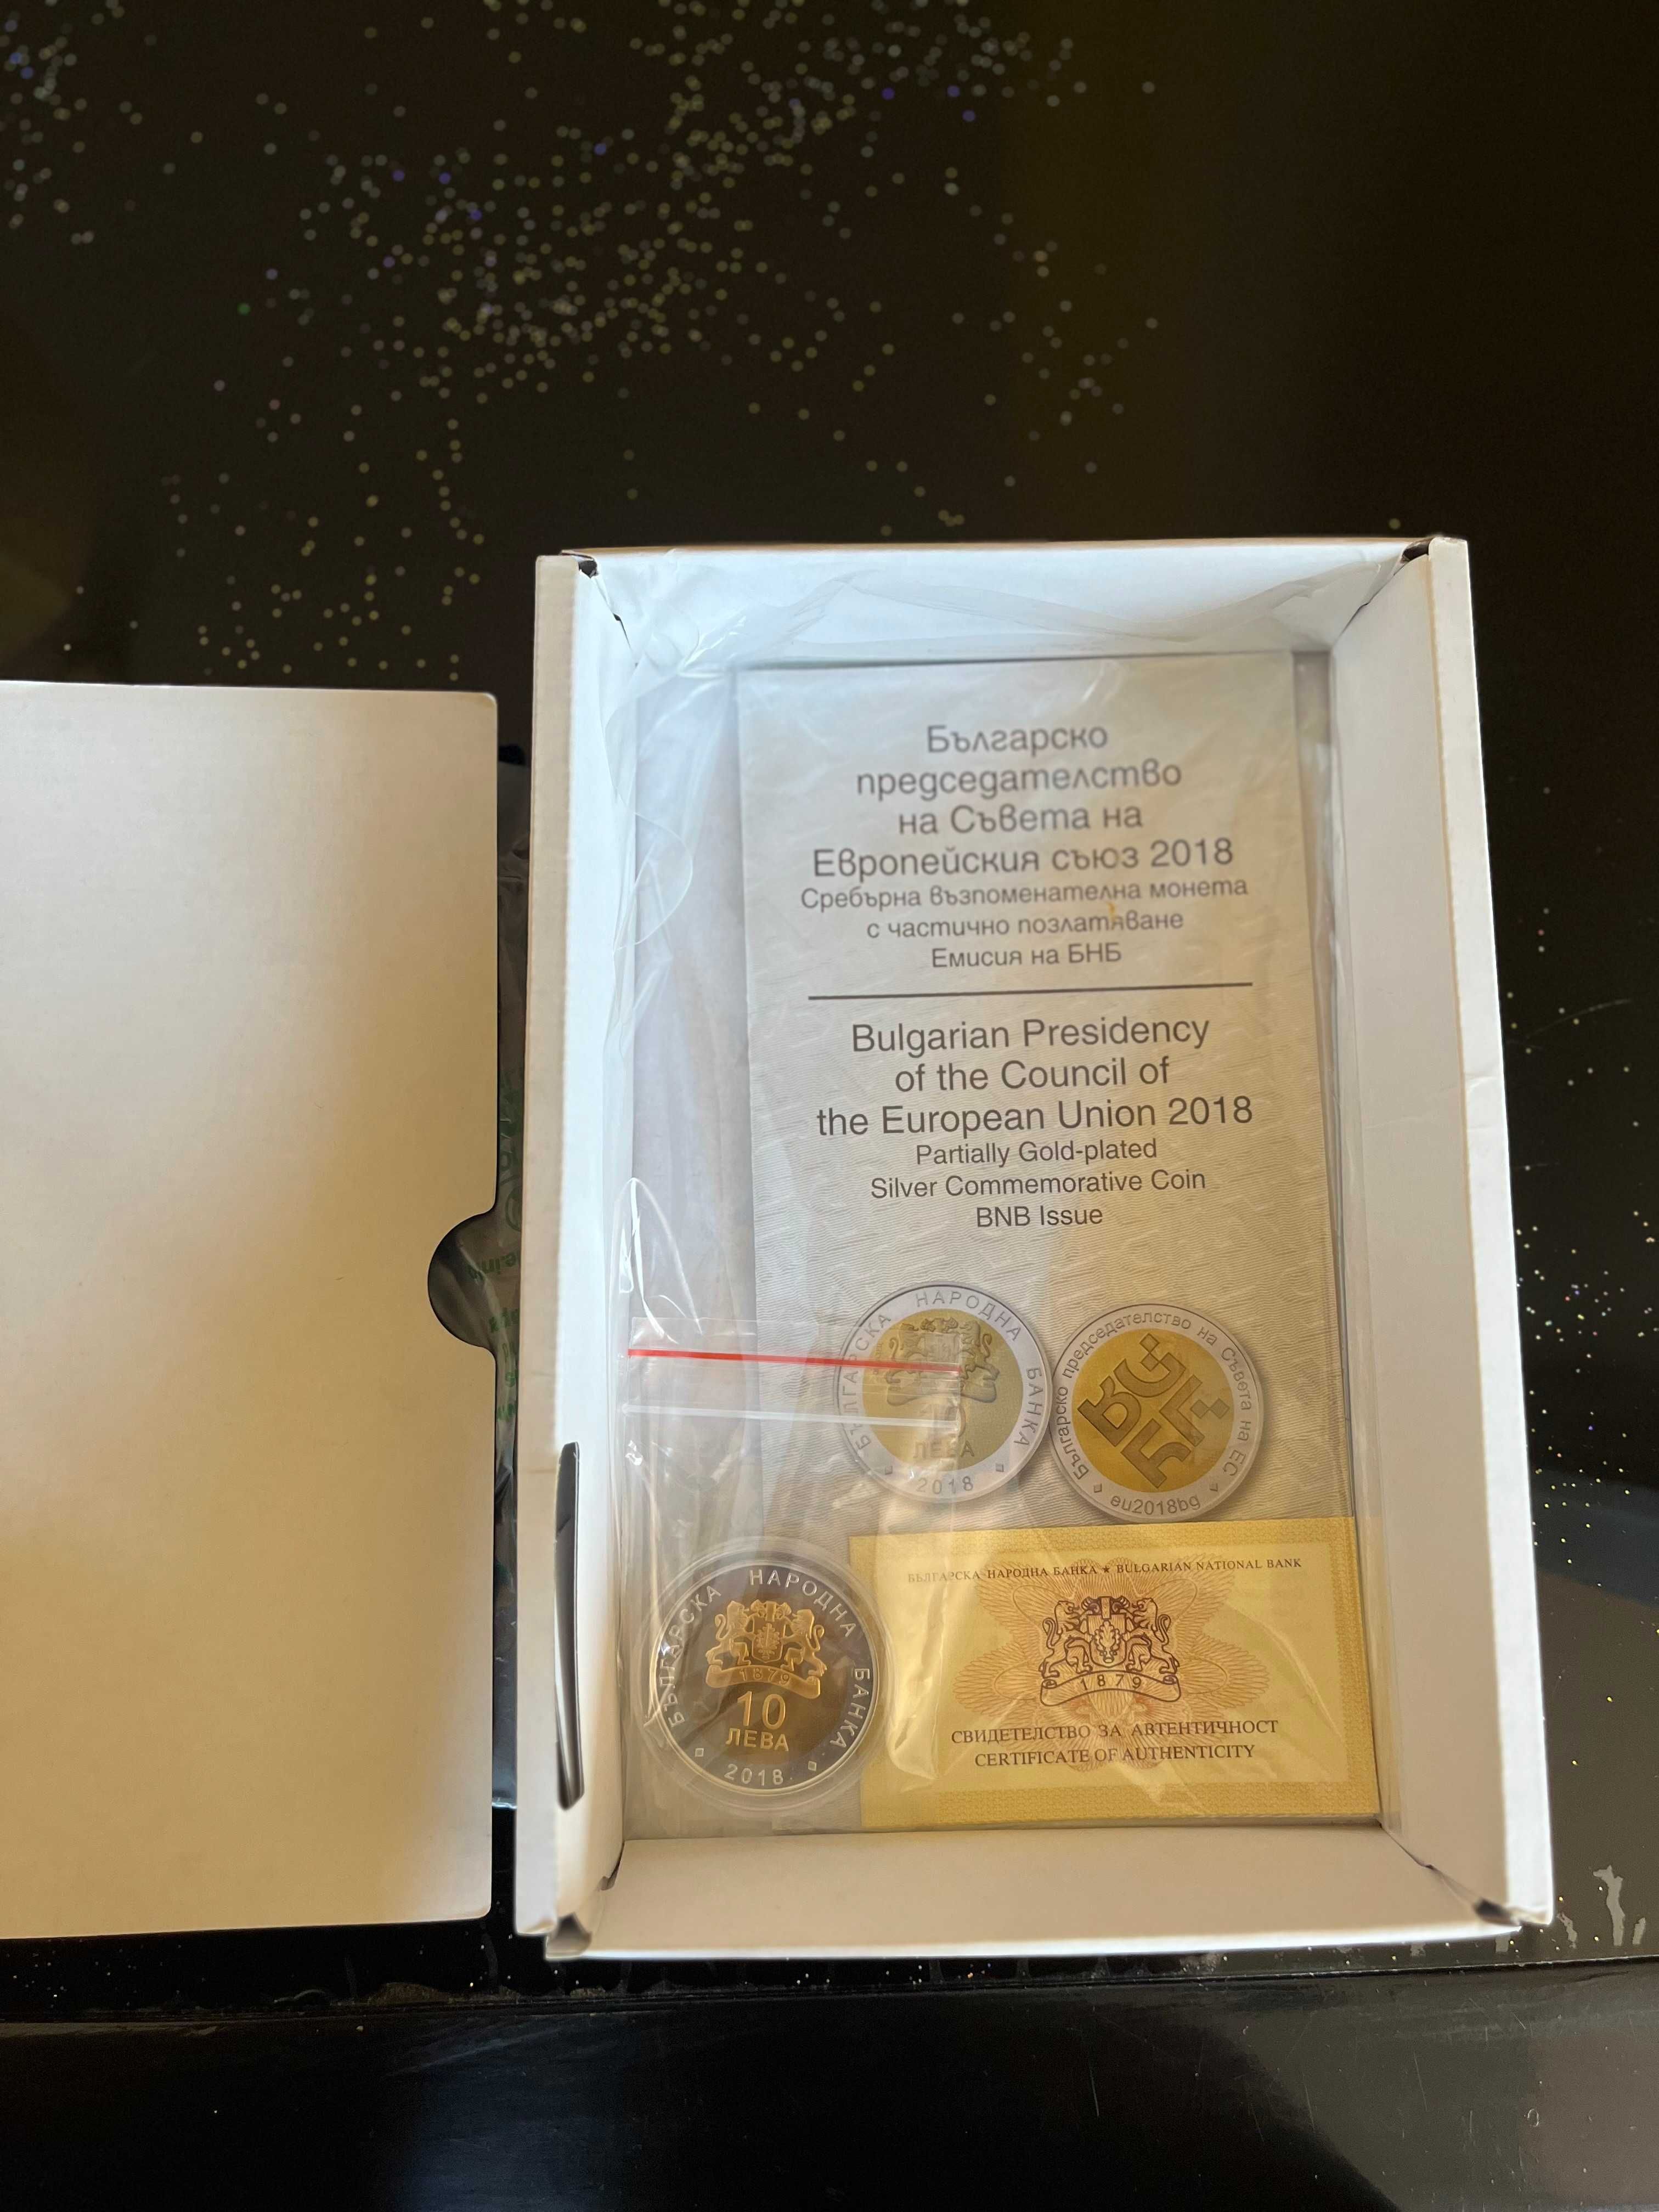 Българско
председателство
на Съвета на
Европейския съюз 2018
Сребърна възпоменателна монета
с частично позлатяване
Емисия на БНБ
Bulgarian Presidency
of the Council of
the European Union 2018
Partially Gold-plated
Silver Commemorative Coin
BNB Issue
БЪЛГАРСКА НАРОДНА БАНКА
ЛЕВА
2018
Българско председателство на Съвета на ЕС
eu2018bg
БЪЛГАРСКА НАРОДНА БАНКА
1879
10
ЛЕВА
2018
БЪЛГАРСКА НАРОДНА БАНКА ★ BULGARIAN NATIONAL BANK
1879
СВИДЕТЕЛСТВО ЗА АВТЕНТИЧНОСТ
CERTIFICATE OF AUTHENTICITY